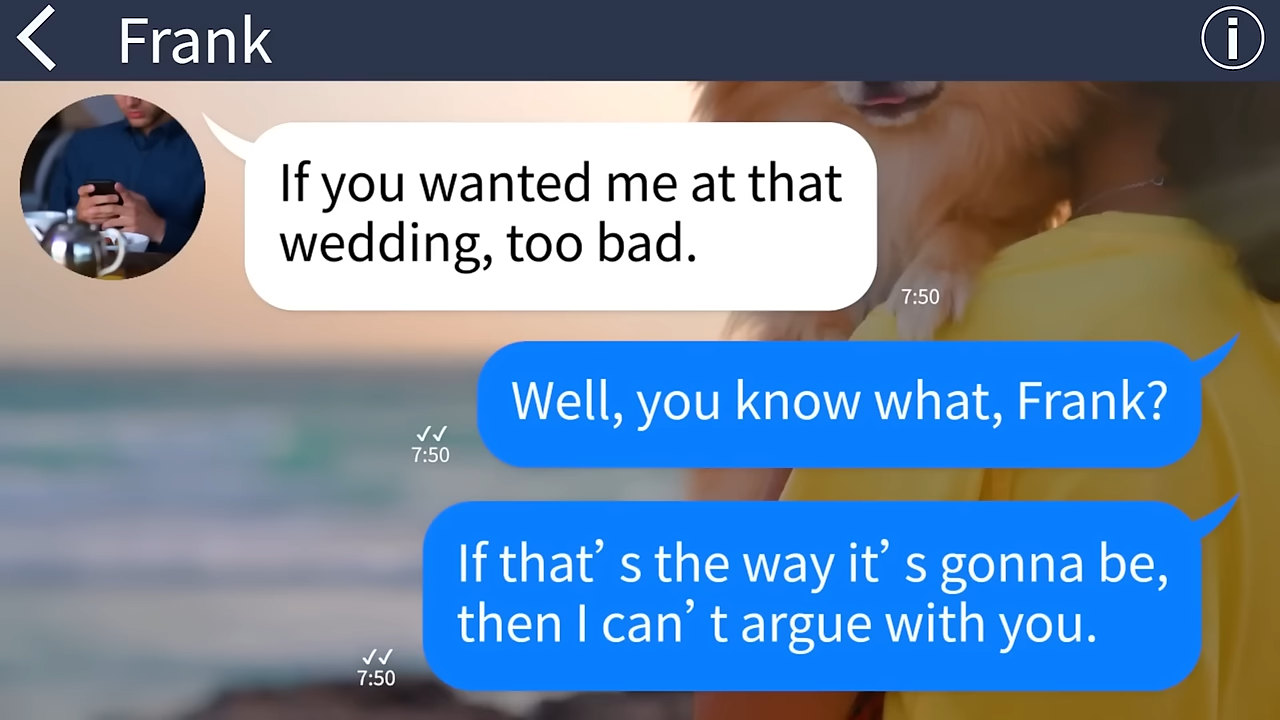 Frank
If you wanted me at that
wedding, too bad.
7:50
Well, you know what, Frank?
7:50
If that’s the way it’s gonna be,
then I can’t argue with you.
7:50